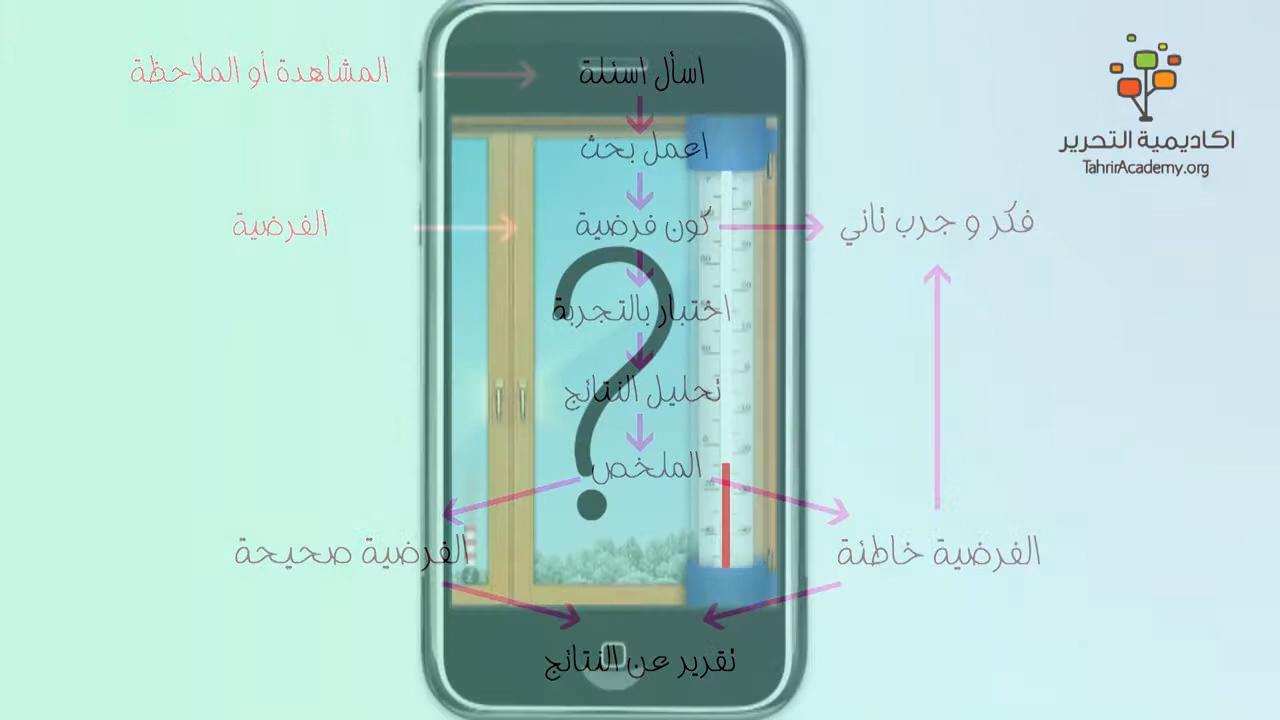 اكاديمية التحرير
TahrirAcademy.org
المشاهدة أو الملاحظة
اسأل اسئلة
اعمل بحث
الفرضية
كون فرضية
فكر و جرب تاني
اختبار بالتجربة
تحليل النتائج
الملخص
الفرضية صحيحة
الفرضية خاطئة
تقرير عن النتائج